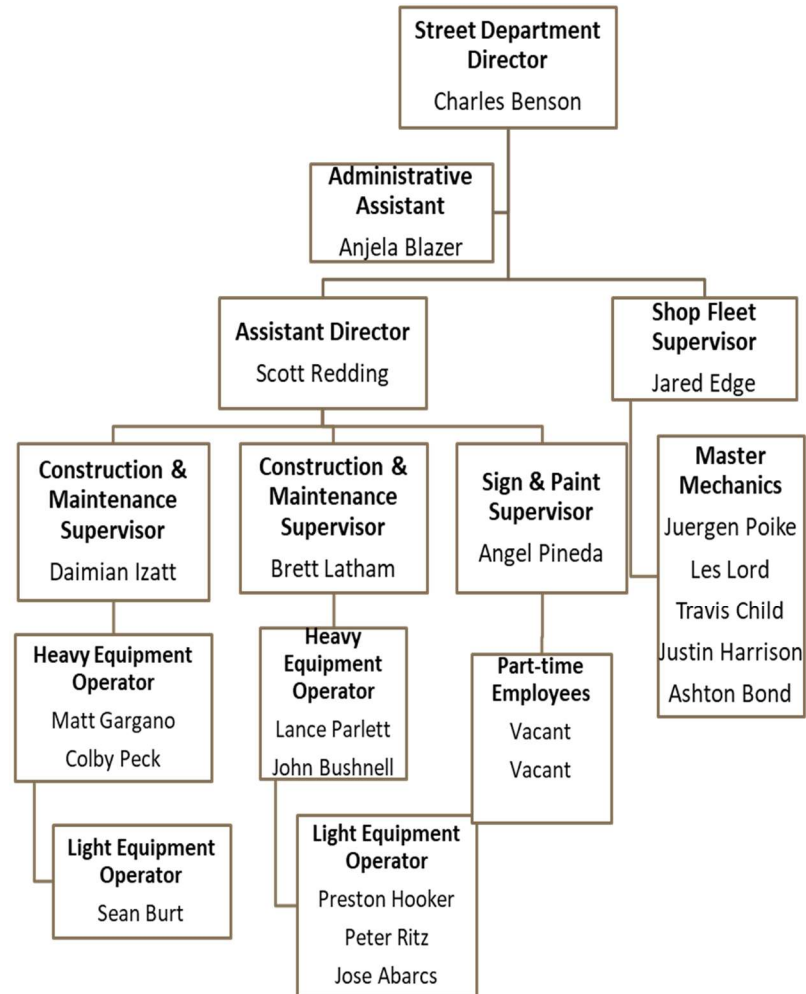 Street Department
Director
Charles Benson
Administrative
Assistant
Anjela Blazer
Assistant Director
Scott Redding
Shop Fleet
Supervisor
Jared Edge
Construction &
Maintenance
Supervisor
Daimian Izatt
Construction &
Maintenance
Supervisor
Brett Latham
Sign & Paint
Supervisor
Angel Pineda
Master
Mechanics
Juergen Poike
Les Lord
Travis Child
Justin Harrison
Ashton Bond
Heavy Equipment
Operator
Matt Gargano
Colby Peck
Heavy
Equipment
Operator
Lance Parlett
John Bushnell
Part-time
Employees
Vacant
Vacant
Light Equipment
Operator
Sean Burt
Light Equipment
Operator
Preston Hooker
Peter Ritz
Jose Abarcs